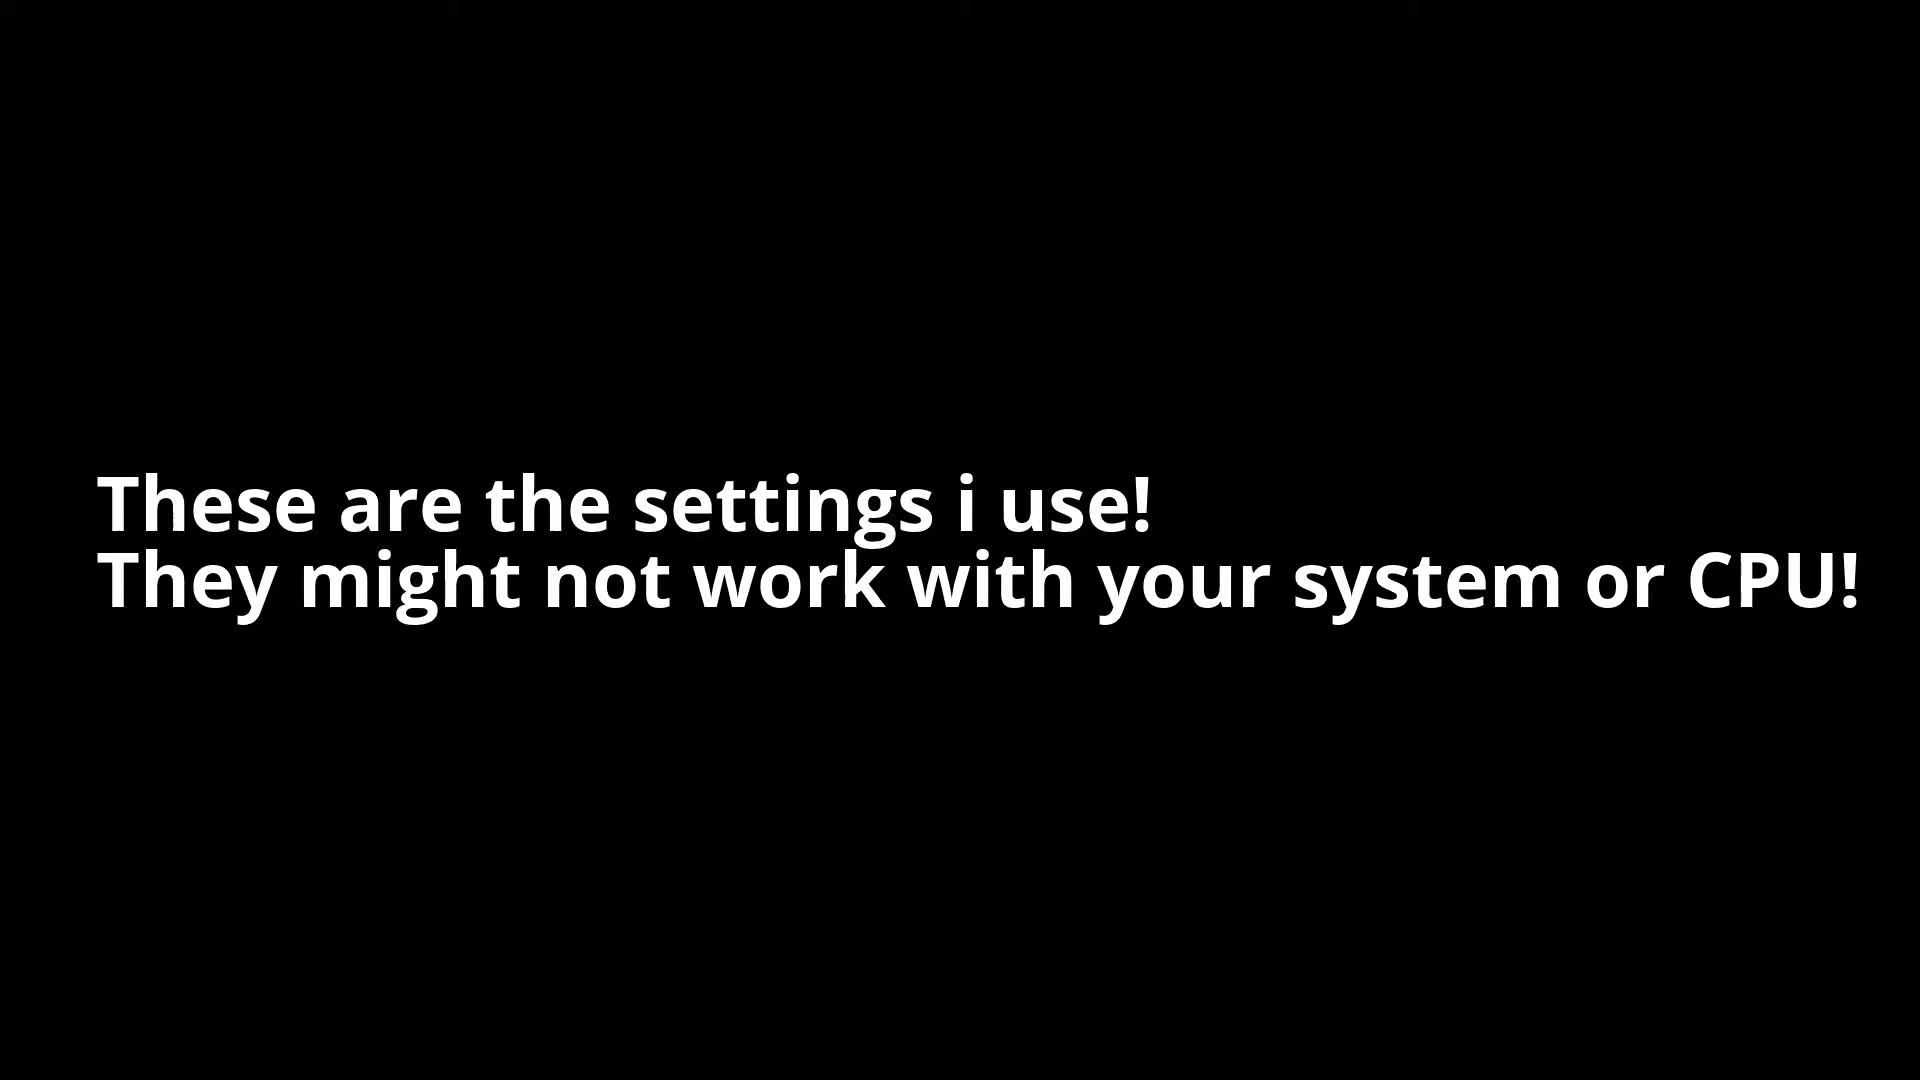 These are the settings i use!
They might not work with your system or CPU!